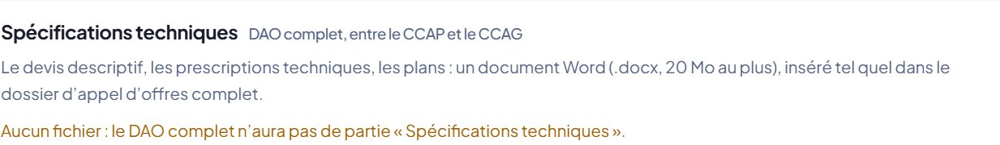 Spécifications techniques DAO complet, entre le CCAP et le CCAG
Le devis descriptif, les prescriptions techniques, les plans : un document Word (.docx, 20 Mo au plus), inséré tel quel dans le
dossier d’appel d’offres complet.
Aucun fichier : le DAO complet n’aura pas de partie « Spécifications techniques ».